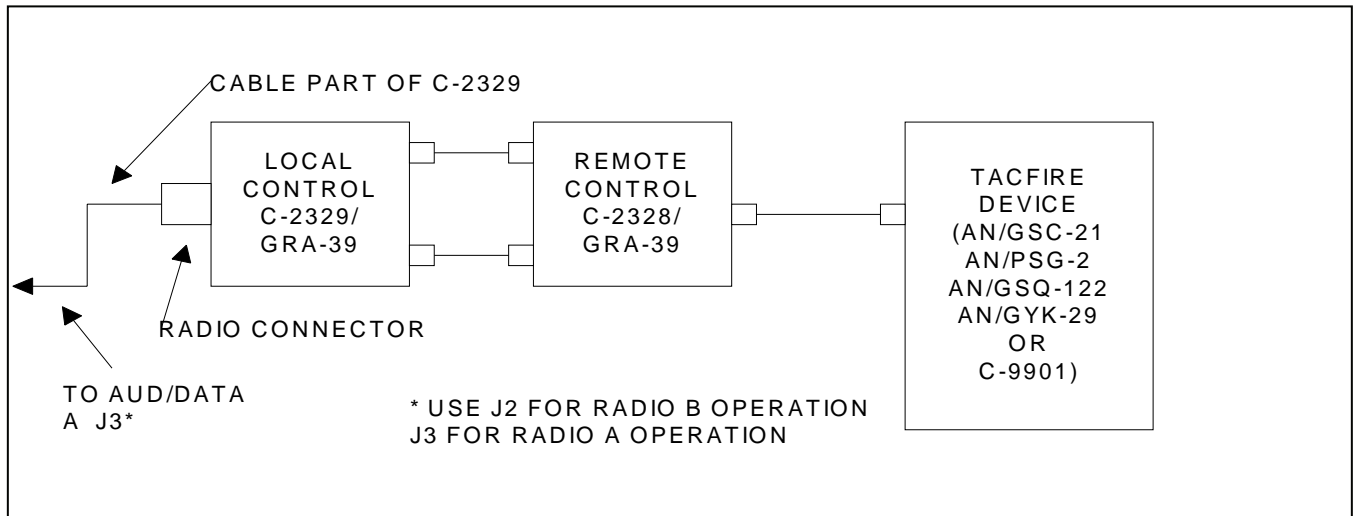 CABLE PART OF C-2329
LOCAL
CONTROL
C-2329/
GRA-39
REMOTE
CONTROL
C-2328/
GRA-39
TACFIRE
DEVICE
(AN/GSC-21
AN/PSG-2
AN/GSQ-122
AN/GYK-29
OR
C-9901)
RADIO CONNECTOR
TO AUD/DATA
A J3*
* USE J2 FOR RADIO B OPERATION
J3 FOR RADIO A OPERATION